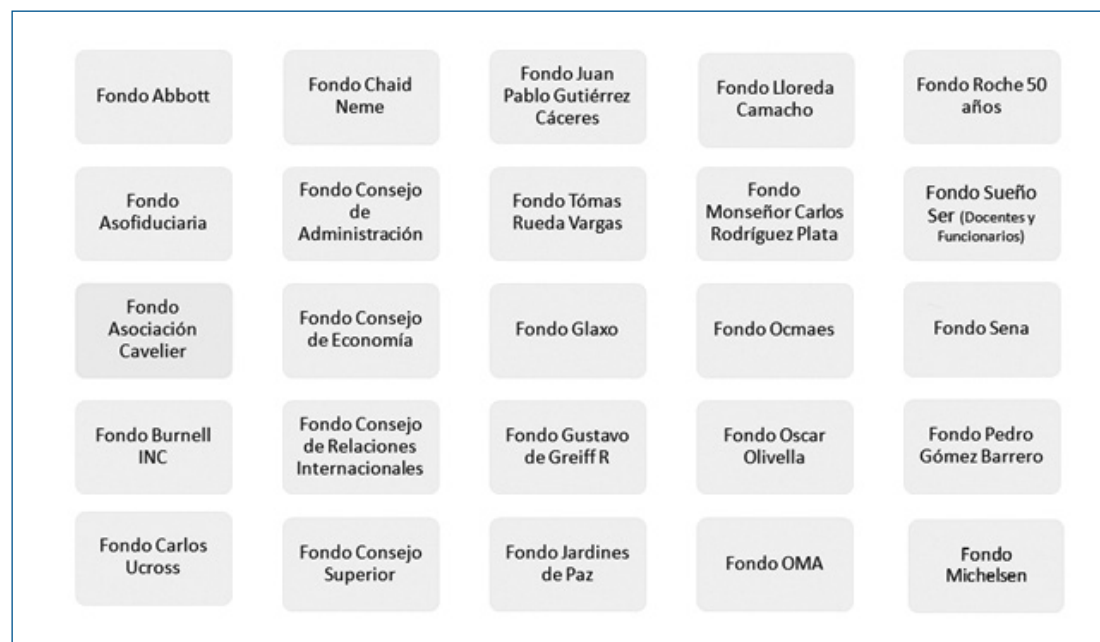 Fondo Abbott
Fondo Chaid
Neme
Fondo Juan
Pablo Gutiérrez
Cáceres
Fondo Lloreda
Camacho
Fondo Roche 50
años
Fondo
Asofiduciaria
Fondo Consejo
de
Administración
Fondo Tómas
Rueda Vargas
Fondo
Monseñor Carlos
Rodríguez Plata
Fondo Sueño
Ser (Docentes y
Funcionarios)
Fondo
Asociación
Cavelier
Fondo Consejo
de Economía
Fondo Glaxo
Fondo Ocmaes
Fondo Sena
Fondo Burnell
INC
Fondo Consejo
de Relaciones
Internacionales
Fondo Gustavo
de Greiff R
Fondo Oscar
Olivella
Fondo Pedro
Gómez Barrero
Fondo Carlos
Ucross
Fondo Consejo
Superior
Fondo Jardines
de Paz
Fondo OMA
Fondo
Michelsen